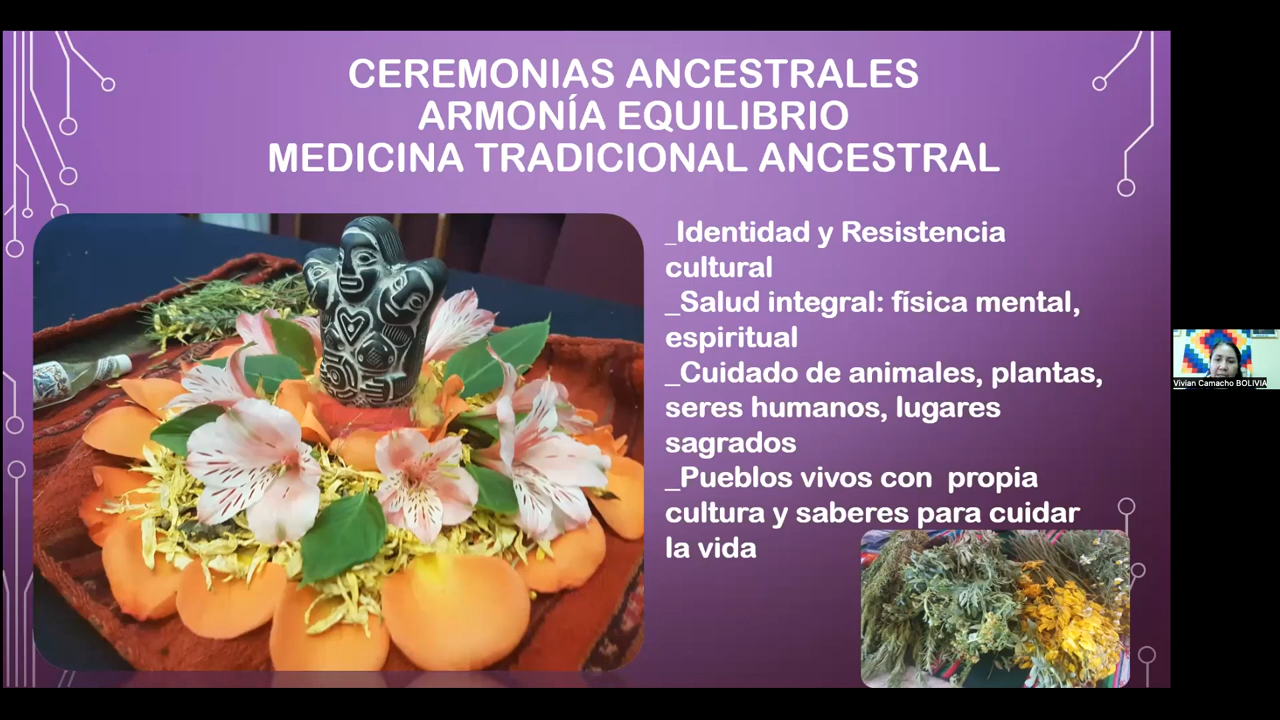 CEREMONIAS ANCESTRALES
ARMONÍA EQUILIBRIO
MEDICINA TRADICIONAL ANCESTRAL
_Identidad y Resistencia
cultural
_Salud integral: física mental,
espiritual
_Cuidado de animales, plantas,
seres humanos, lugares
sagrados
_Pueblos vivos con propia
cultura y saberes para cuidar
la vida
Vivian Camacho BOLIVIA